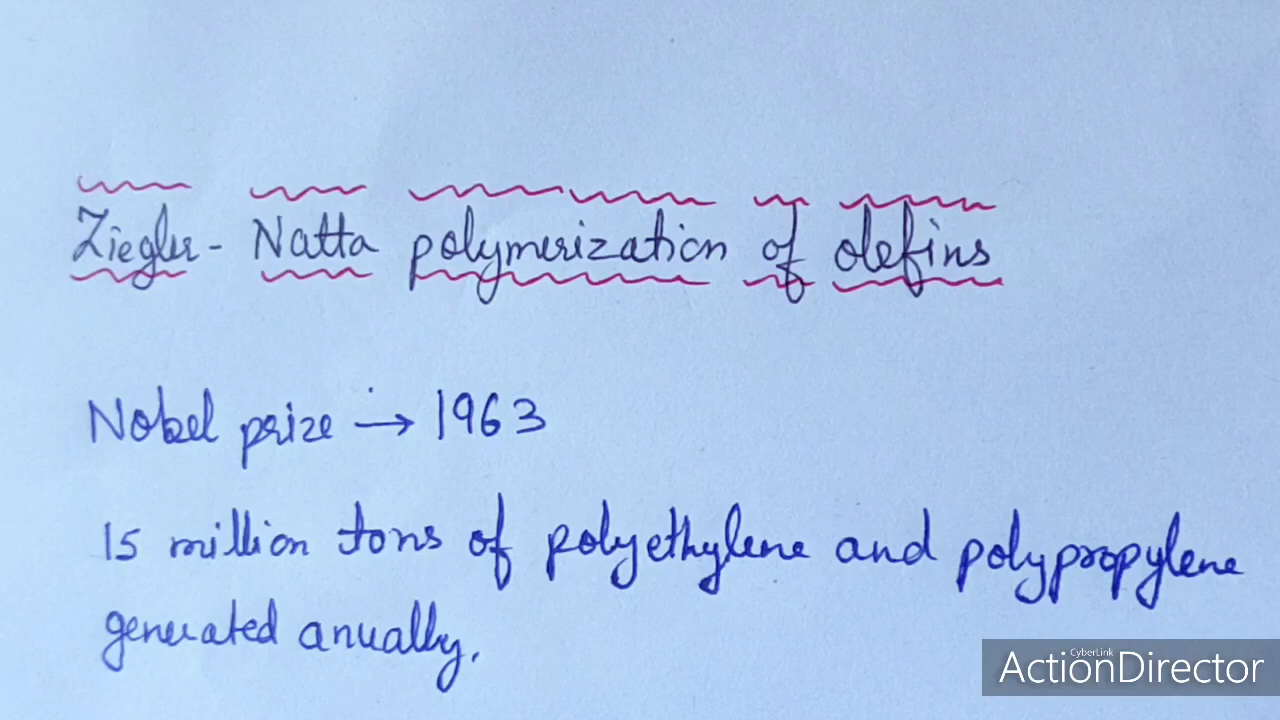 Ziegler - Natta polymerization of olefins
Nobel prize → 1963
15 million tons of polyethylene and polypropylene
generated anually.
CyberLink
ActionDirector